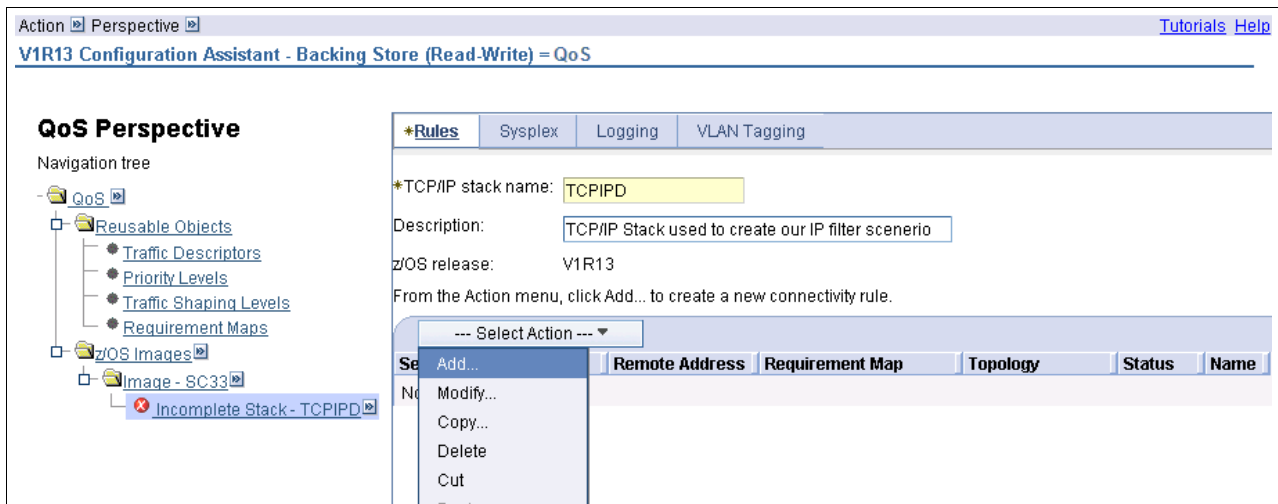 Action Perspective Tutorials Help
V1R13 Configuration Assistant - Backing Store (Read-Write) = QoS
QoS Perspective
Navigation tree
QoS
Reusable Objects
Traffic Descriptors
Priority Levels
Traffic Shaping Levels
Requirement Maps
z/OS Images
Image - SC33
Incomplete Stack - TCPIPD
*Rules Sysplex Logging VLAN Tagging
*TCP/IP stack name: TCPIPD
Description: TCP/IP Stack used to create our IP filter scenerio
z/OS release: V1R13
From the Action menu, click Add... to create a new connectivity rule.
--- Select Action ---
Remote Address Requirement Map Topology Status Name
Add...
Modify...
Copy...
Delete
Cut